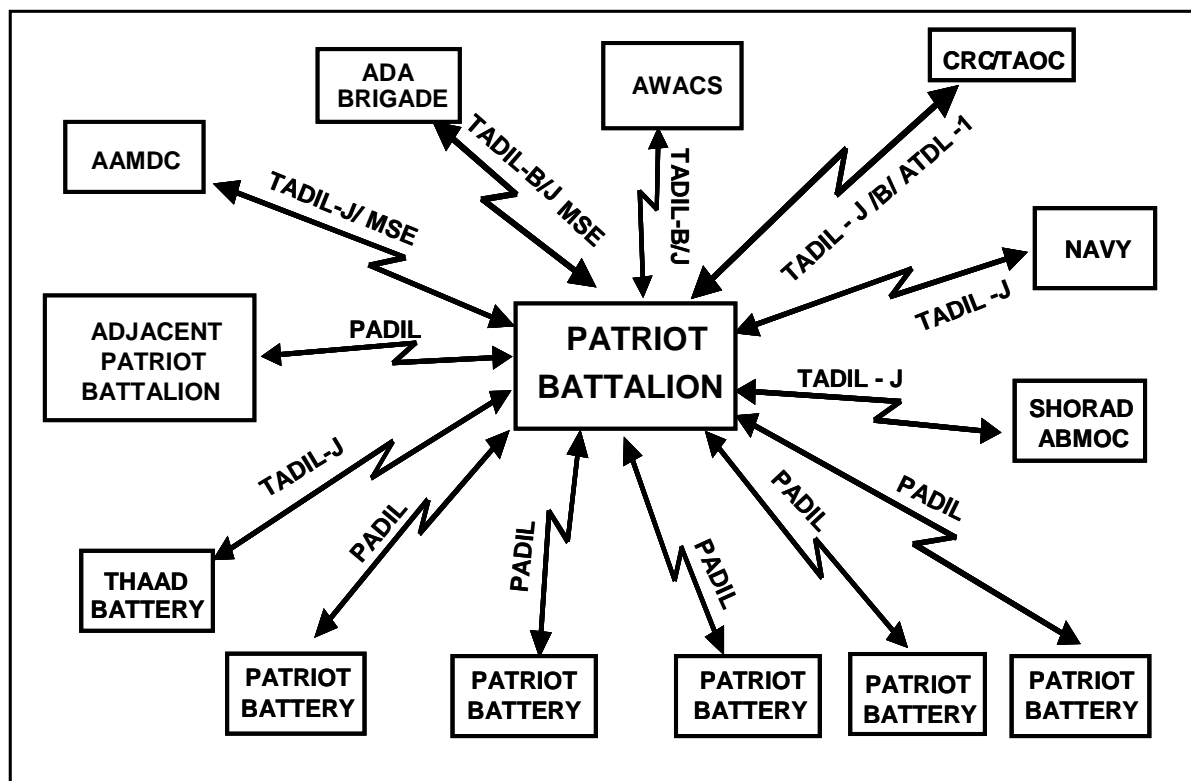 ADA
BRIGADE
AWACS
CRC/TAOC
AAMDC
TADIL-J/ MSE
TADIL-B/J MSE
TADIL-B/J
TADIL - J /B/ ATDL -1
NAVY
TADIL -J
ADJACENT
PATRIOT
BATTALION
PADIL
PATRIOT
BATTALION
TADIL - J
SHORAD
ABMOC
TADIL-J
PADIL
PADIL
PADIL
PADIL
PADIL
THAAD
BATTERY
PATRIOT
BATTERY
PATRIOT
BATTERY
PATRIOT
BATTERY
PATRIOT
BATTERY
PATRIOT
BATTERY